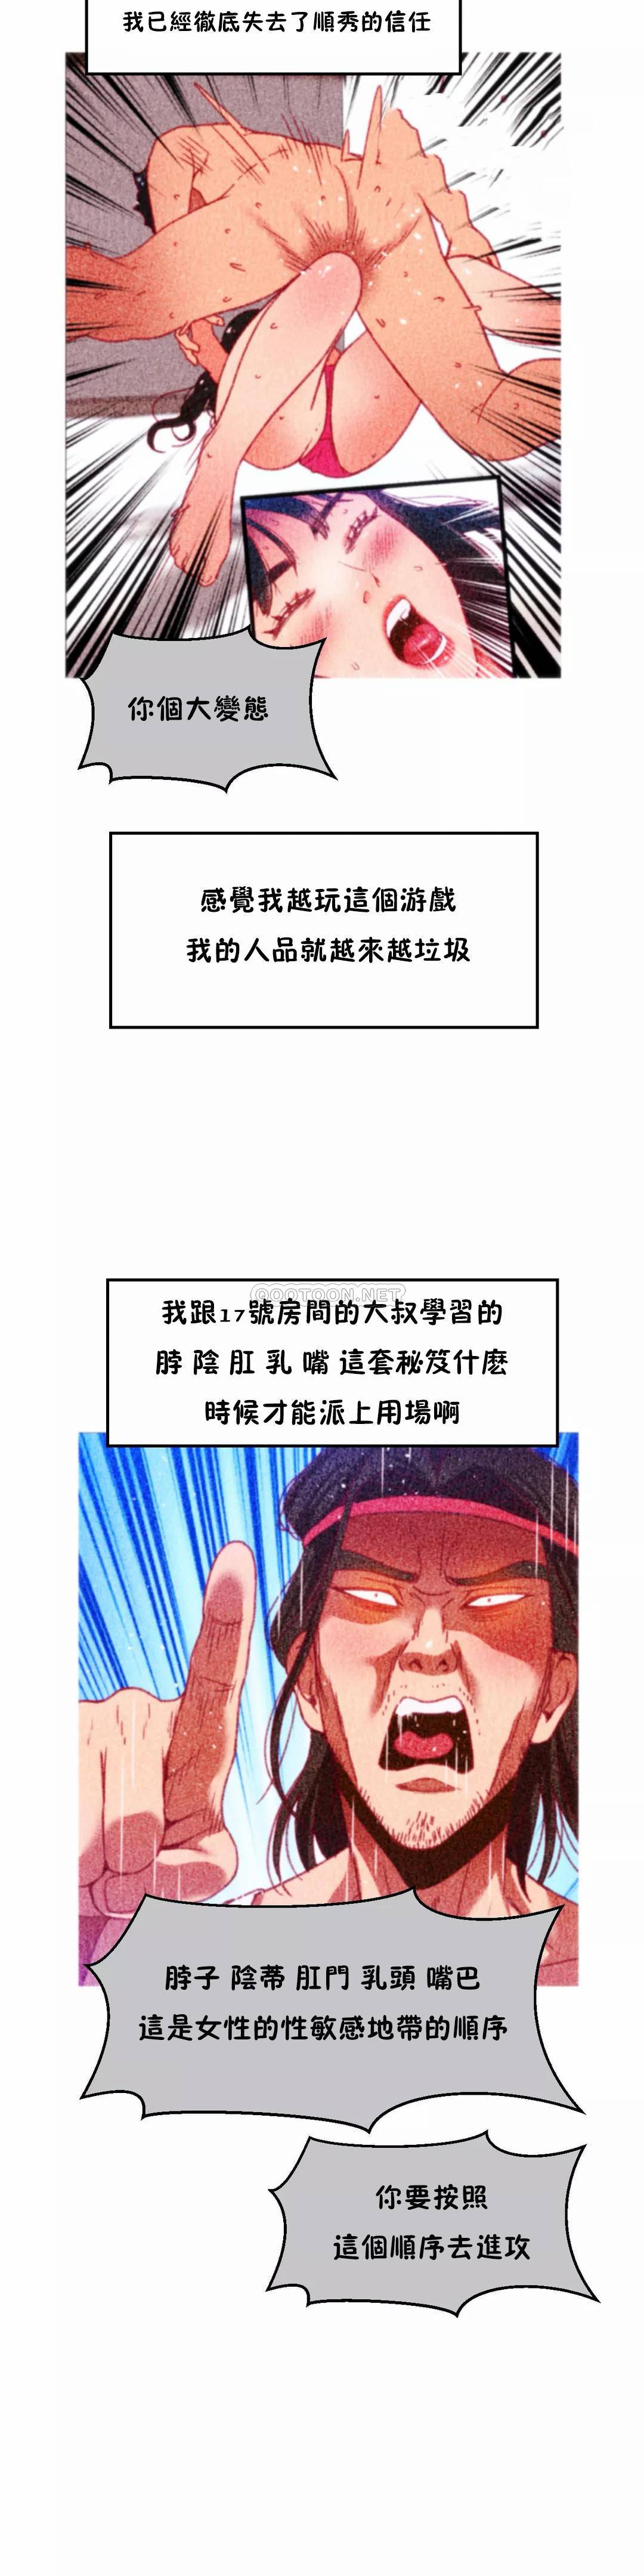 我已經徹底失去了順秀的信任
你個大變態
感覺我越玩這個游戲
我的人品就越來越垃圾
QOOTOON.NET
我跟17號房間的大叔學習的
脖 陰 肛 乳 嘴 這套秘笈什麽
時候才能派上用場啊
脖子 陰蒂 肛門 乳頭 嘴巴
這是女性的性敏感地帶的順序
你要按照
這個順序去進攻